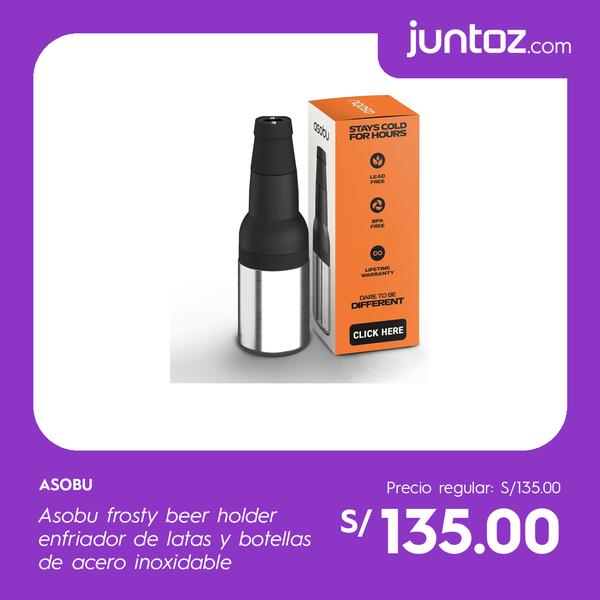 juntoz.com
asobu
asobu
STAYS COLD
FOR HOURS
LEAD
FREE
BPA
FREE
LIFETIME
WARRANTY
DARE TO BE
DIFFERENT
CLICK HERE
ASOBU
Asobu frosty beer holder
enfriador de latas y botellas
de acero inoxidable
Precio regular: S/135.00
S/135.00